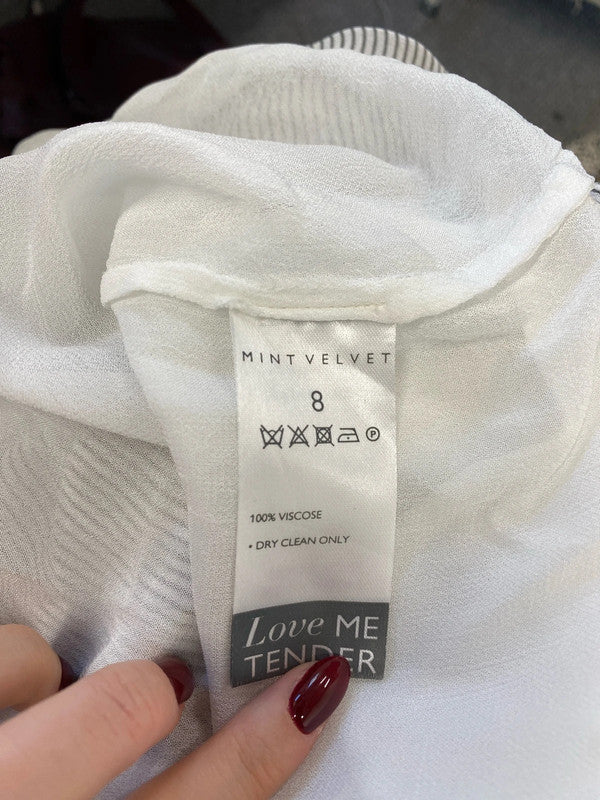 MINT VELVET
8
P
100% VISCOSE
• DRY CLEAN ONLY
Love ME
TENDER